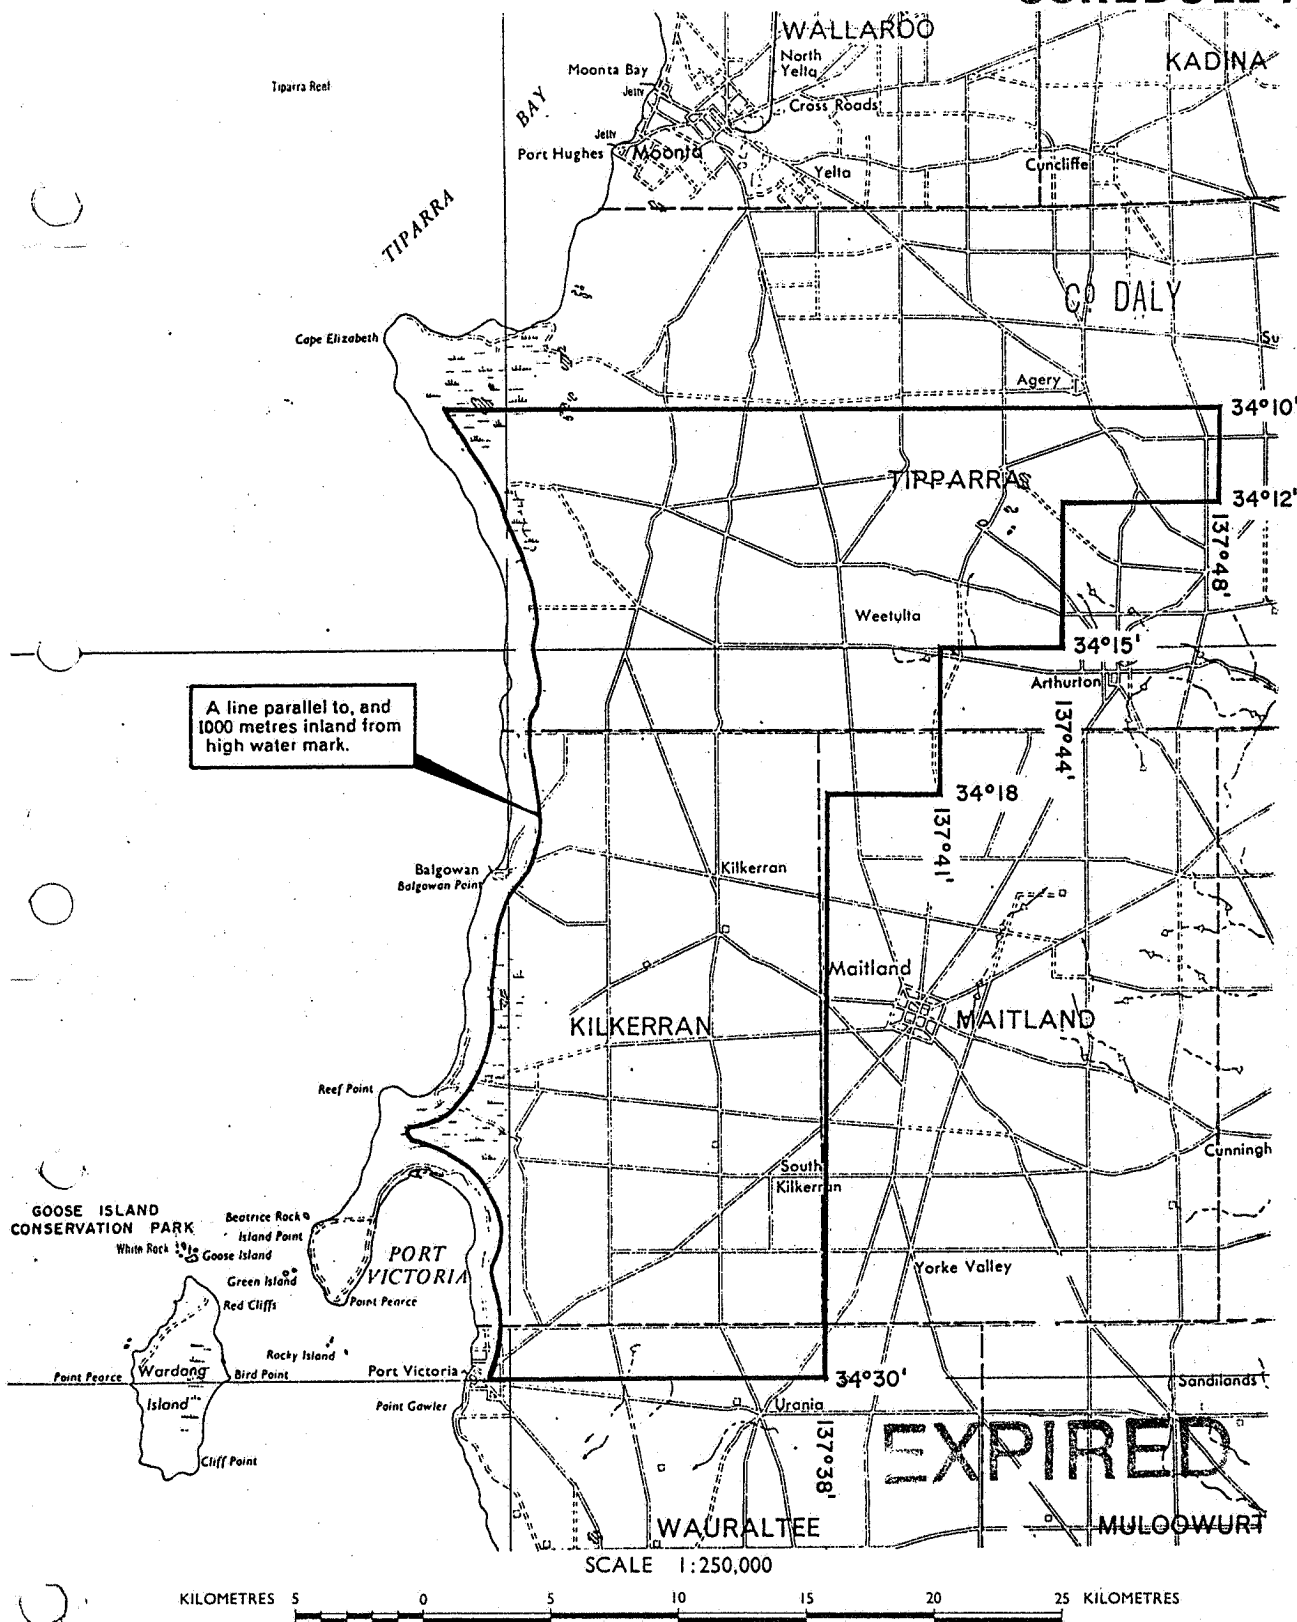 WALLAROO
KADINA
North
Yelta
Moonta Bay
Jetty
Tiparra Reef
BAY
Cross Roads
Jetty
Port Hughes
Moonta
Cuncliffe
Yelta
TIPARRA
Co DALY
Cape Elizabeth
Su
Agery
34°10'
TIPPARRA
34°12'
137°48'
Weetulta
34°15'
Arthurton
A line parallel to, and
1000 metres inland from
high water mark.
137°44'
34°18
137°41'
Balgowan
Balgowan Point
Kilkerran
Maitland
KILKERRAN
MAITLAND
Reef Point
Cunningh
South
Kilkerran
GOOSE ISLAND
CONSERVATION PARK
Beatrice Rock
Island Point
White Rock
Goose Island
PORT
VICTORIA
Green Island
Yorke Valley
Red Cliffs
Point Pearce
Rocky Island
Point Pearce
Wardang
Island
Bird Point
Port Victoria
34°30'
Sandilands
Point Gawler
Urania
137°38'
EXPIRED
Cliff Point
WAURALTEE
MULOOWURT
SCALE 1:250,000
KILOMETRES 5 0 5 10 15 20 25 KILOMETRES